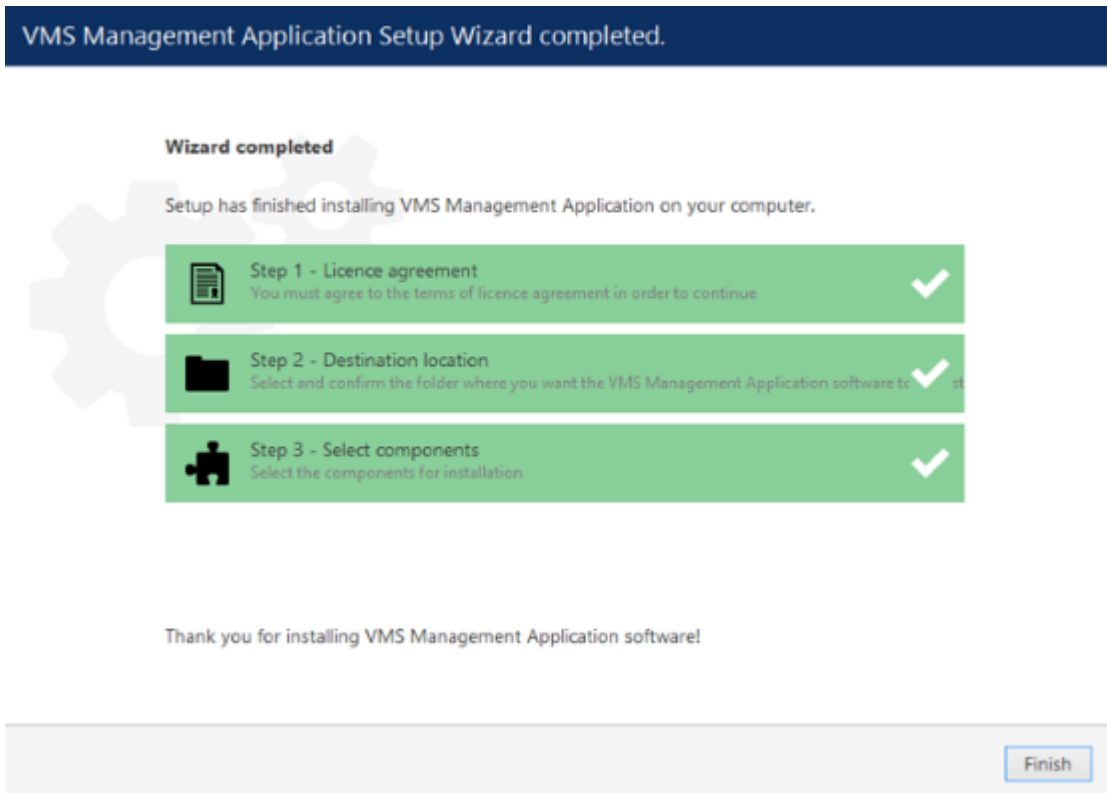 VMS Management Application Setup Wizard completed.
Wizard completed
Setup has finished installing VMS Management Application on your computer.
Step 1 - Licence agreement
You must agree to the terms of licence agreement in order to continue
Step 2 - Destination location
Select and confirm the folder where you want the VMS Management Application software
Step 3 - Select components
Select the components for installation
Thank you for installing VMS Management Application software!
Finish